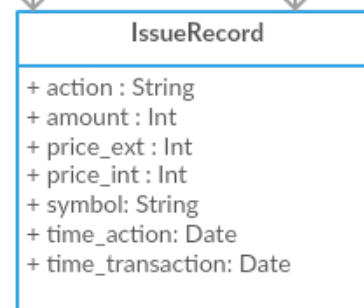 IssueRecord
+ action : String
+ amount : Int
+ price_ext : Int
+ price_int : Int
+ symbol: String
+ time_action: Date
+ time_transaction: Date